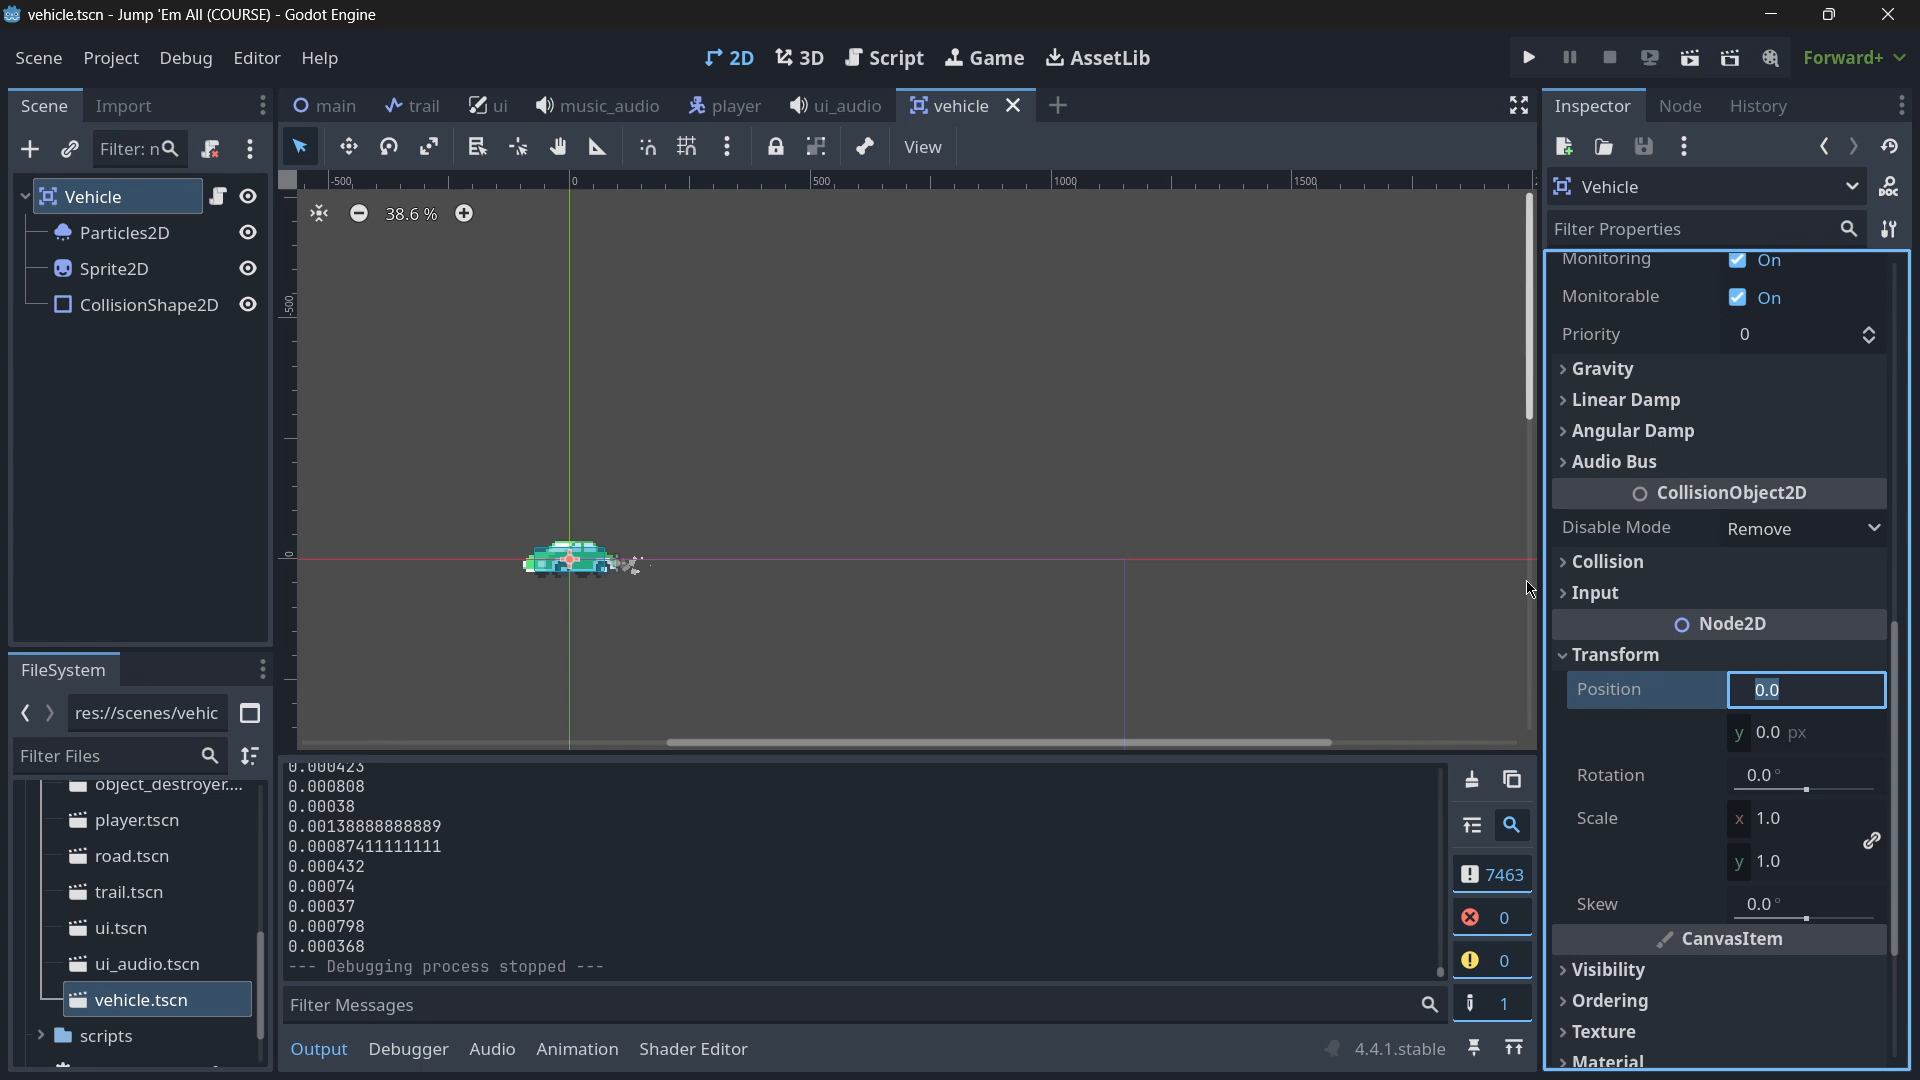 vehicle.tscn - Jump 'Em All (COURSE) - Godot Engine
Scene Project Debug Editor Help
2D 3D Script Game AssetLib
Forward+
Scene Import
Filter: n
Vehicle
Particles2D
Sprite2D
CollisionShape2D
FileSystem
res://scenes/vehic
Filter Files
object_destroyer....
player.tscn
road.tscn
trail.tscn
ui.tscn
ui_audio.tscn
vehicle.tscn
scripts
main trail ui music_audio player ui_audio vehicle
View
-500 0 500 1000 1500
38.6 %
-500
0
0.000423
0.000808
0.00038
0.00138888888889
0.00087411111111
0.000432
0.00074
0.00037
0.000798
0.000368
--- Debugging process stopped ---
7463
0
0
1
Filter Messages
Output Debugger Audio Animation Shader Editor
4.4.1.stable
Inspector Node History
Vehicle
Filter Properties
Monitoring On
Monitorable On
Priority 0
Gravity
Linear Damp
Angular Damp
Audio Bus
CollisionObject2D
Disable Mode Remove
Collision
Input
Node2D
Transform
Position 0.0
y 0.0 px
Rotation 0.0 °
Scale x 1.0
y 1.0
Skew 0.0 °
CanvasItem
Visibility
Ordering
Texture
Material